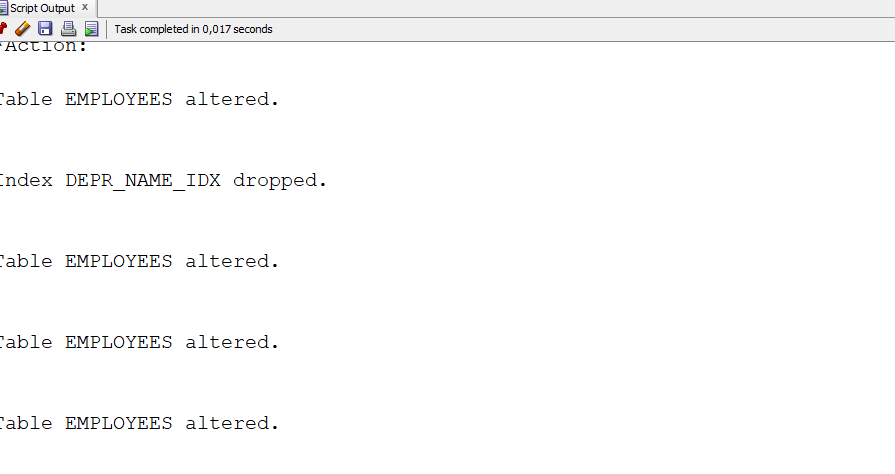 Script Output x
Task completed in 0,017 seconds
*Action:
Table EMPLOYEES altered.
Index DEPR_NAME_IDX dropped.
Table EMPLOYEES altered.
Table EMPLOYEES altered.
Table EMPLOYEES altered.